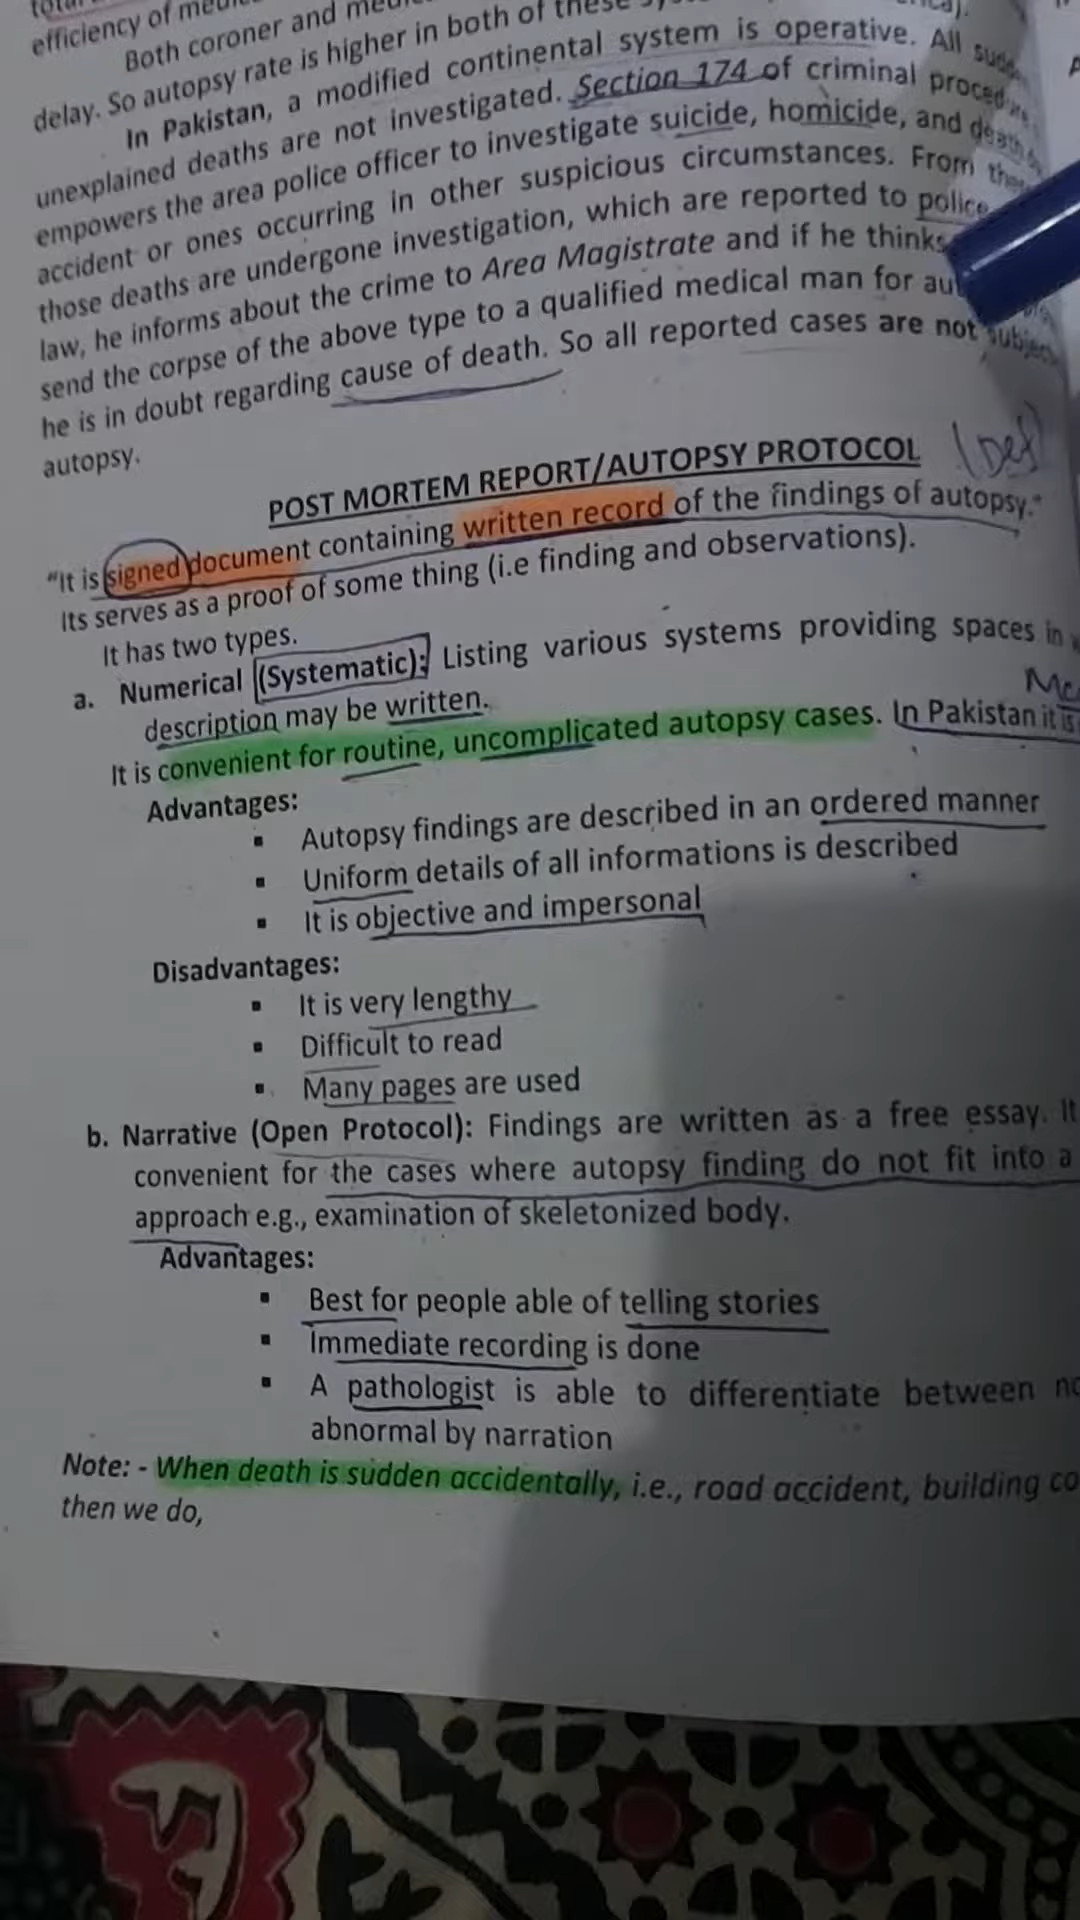 efficiency of
Both coroner and
delay. So autopsy rate is higher in both of these
In Pakistan, a modified continental system is operative. All
unexplained deaths are not investigated. Section 174 of criminal
empowers the area police officer to investigate suicide, homicide, and death
accident or ones occurring in other suspicious circumstances. From
those deaths are undergone investigation, which are reported to police
law, he informs about the crime to Area Magistrate and if he thinks
send the corpse of the above type to a qualified medical man for
he is in doubt regarding cause of death. So all reported cases are not
autopsy.
(Def)
POST MORTEM REPORT/AUTOPSY PROTOCOL
"It is signed document containing written record of the findings of autopsy."
Its serves as a proof of some thing (i.e finding and observations).
It has two types.
a. Numerical (Systematic): Listing various systems providing spaces in
description may be written.
It is convenient for routine, uncomplicated autopsy cases. In Pakistan it is
Advantages:
▪ Autopsy findings are described in an ordered manner
▪ Uniform details of all informations is described
▪ It is objective and impersonal
Disadvantages:
▪ It is very lengthy
▪ Difficult to read
▪ Many pages are used
b. Narrative (Open Protocol): Findings are written as a free essay. It
convenient for the cases where autopsy finding do not fit into a
approach e.g., examination of skeletonized body.
Advantages:
▪ Best for people able of telling stories
▪ Immediate recording is done
▪ A pathologist is able to differentiate between
abnormal by narration
Note: - When death is sudden accidentally, i.e., road accident, building
then we do,